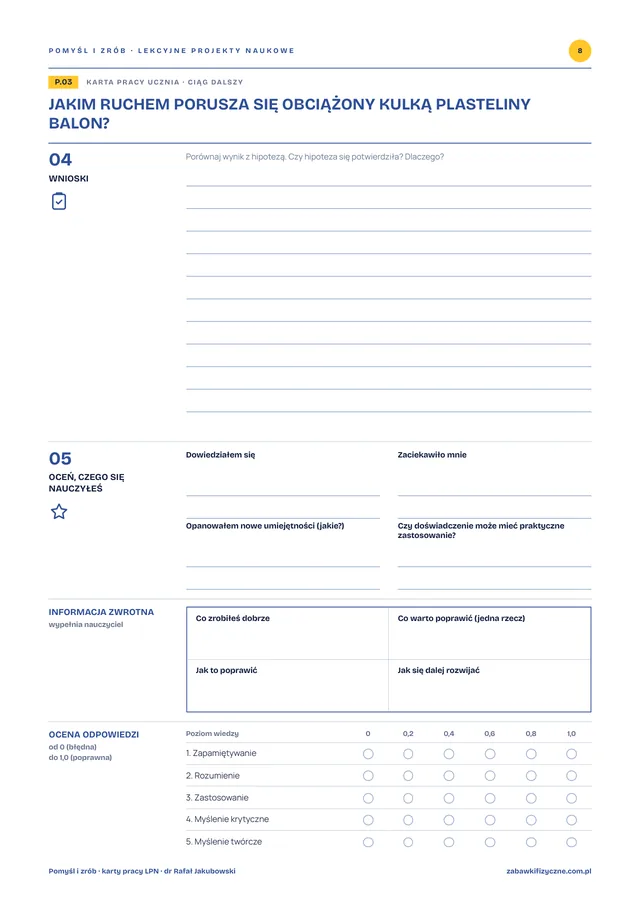 POMYŚL I ZRÓB · LEKCYJNE PROJEKTY NAUKOWE
8
P.03 KARTA PRACY UCZNIA · CIĄG DALSZY
JAKIM RUCHEM PORUSZA SIĘ OBCIĄŻONY KULKĄ PLASTELINY
BALON?
04
WNIOSKI
Porównaj wynik z hipotezą. Czy hipoteza się potwierdziła? Dlaczego?
05
OCEŃ, CZEGO SIĘ
NAUCZYŁEŚ
Dowiedziałem się
Zaciekawiło mnie
Opanowałem nowe umiejętności (jakie?)
Czy doświadczenie może mieć praktyczne
zastosowanie?
INFORMACJA ZWROTNA
wypełnia nauczyciel
Co zrobiłeś dobrze
Co warto poprawić (jedna rzecz)
Jak to poprawić
Jak się dalej rozwijać
OCENA ODPOWIEDZI
od 0 (błędna)
do 1,0 (poprawna)
Poziom wiedzy 0 0,2 0,4 0,6 0,8 1,0
1. Zapamiętywanie
2. Rozumienie
3. Zastosowanie
4. Myślenie krytyczne
5. Myślenie twórcze
Pomyśl i zrób · karty pracy LPN · dr Rafał Jakubowski
zabawkifizyczne.com.pl